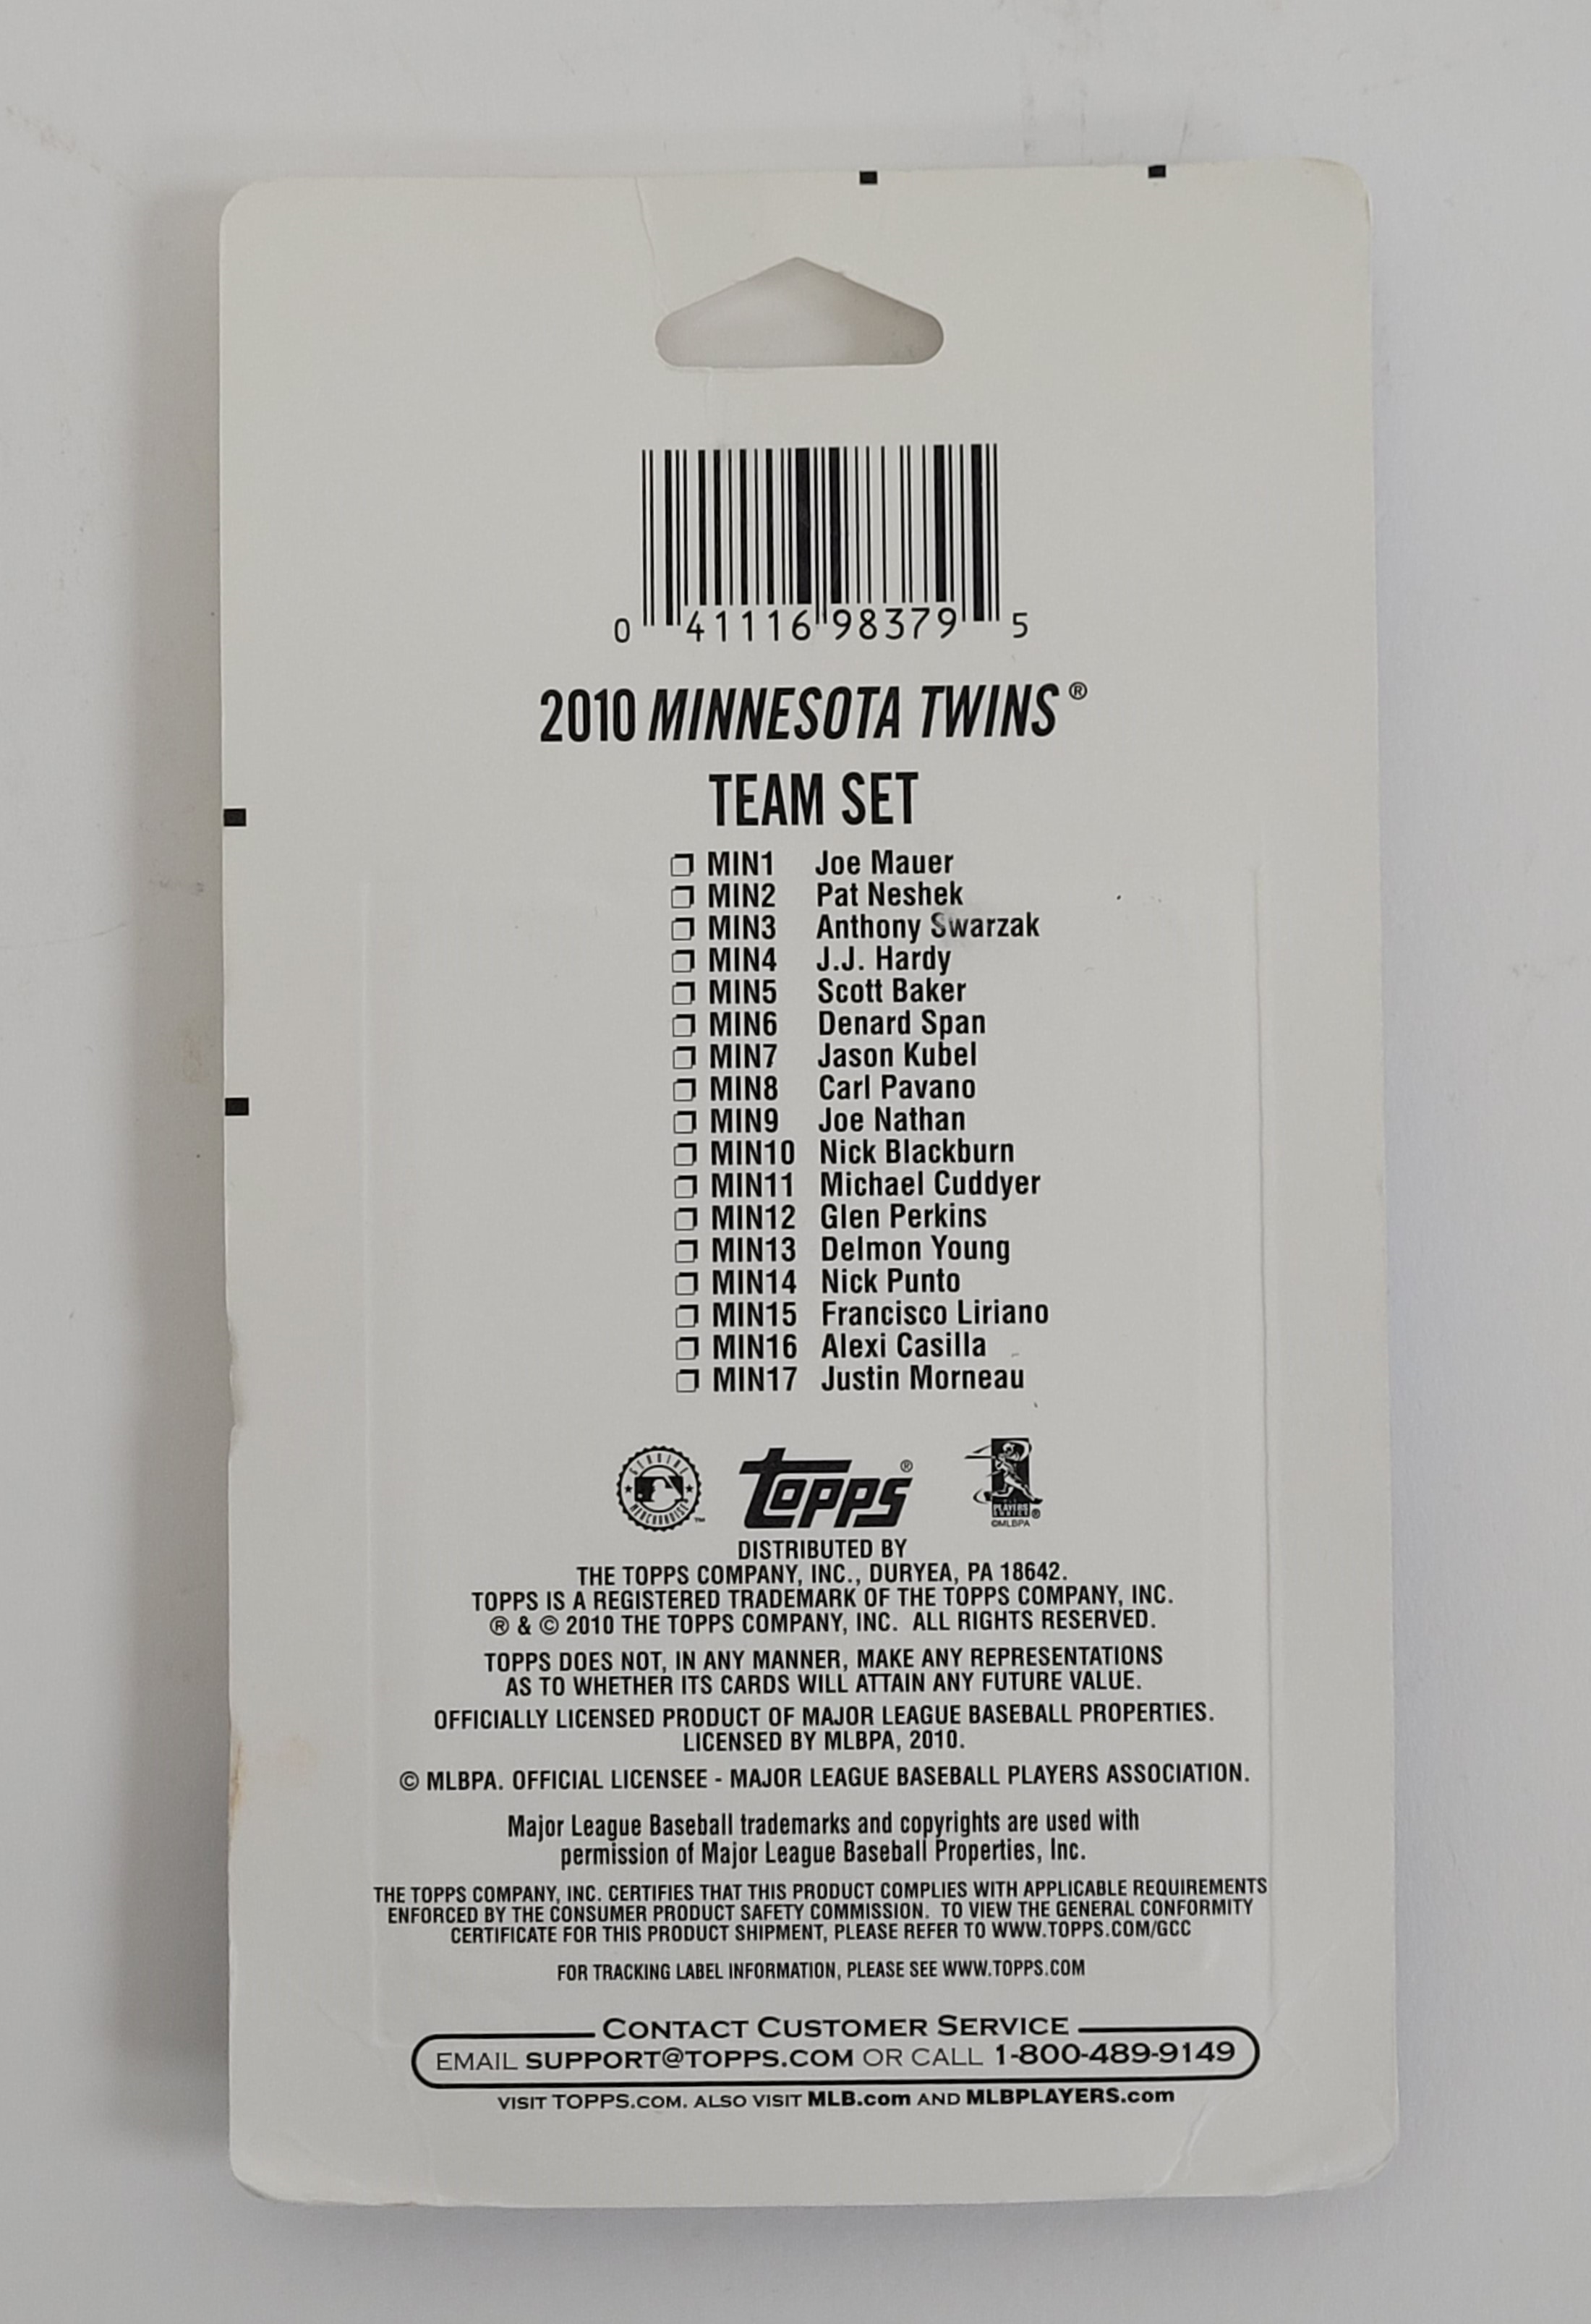 0 41116 98379 5
2010 MINNESOTA TWINS®
TEAM SET
MIN1 Joe Mauer
MIN2 Pat Neshek
MIN3 Anthony Swarzak
MIN4 J.J. Hardy
MIN5 Scott Baker
MIN6 Denard Span
MIN7 Jason Kubel
MIN8 Carl Pavano
MIN9 Joe Nathan
MIN10 Nick Blackburn
MIN11 Michael Cuddyer
MIN12 Glen Perkins
MIN13 Delmon Young
MIN14 Nick Punto
MIN15 Francisco Liriano
MIN16 Alexi Casilla
MIN17 Justin Morneau
GENUINE MERCHANDISE ™
Topps®
PLAYERS CHOICE®
©MLBPA
DISTRIBUTED BY
THE TOPPS COMPANY, INC., DURYEA, PA 18642.
TOPPS IS A REGISTERED TRADEMARK OF THE TOPPS COMPANY, INC.
® & © 2010 THE TOPPS COMPANY, INC. ALL RIGHTS RESERVED.
TOPPS DOES NOT, IN ANY MANNER, MAKE ANY REPRESENTATIONS
AS TO WHETHER ITS CARDS WILL ATTAIN ANY FUTURE VALUE.
OFFICIALLY LICENSED PRODUCT OF MAJOR LEAGUE BASEBALL PROPERTIES.
LICENSED BY MLBPA, 2010.
© MLBPA. OFFICIAL LICENSEE - MAJOR LEAGUE BASEBALL PLAYERS ASSOCIATION.
Major League Baseball trademarks and copyrights are used with
permission of Major League Baseball Properties, Inc.
THE TOPPS COMPANY, INC. CERTIFIES THAT THIS PRODUCT COMPLIES WITH APPLICABLE REQUIREMENTS
ENFORCED BY THE CONSUMER PRODUCT SAFETY COMMISSION. TO VIEW THE GENERAL CONFORMITY
CERTIFICATE FOR THIS PRODUCT SHIPMENT, PLEASE REFER TO WWW.TOPPS.COM/GCC
FOR TRACKING LABEL INFORMATION, PLEASE SEE WWW.TOPPS.COM
CONTACT CUSTOMER SERVICE
EMAIL SUPPORT@TOPPS.COM OR CALL 1-800-489-9149
VISIT TOPPS.COM. ALSO VISIT MLB.com AND MLBPLAYERS.com